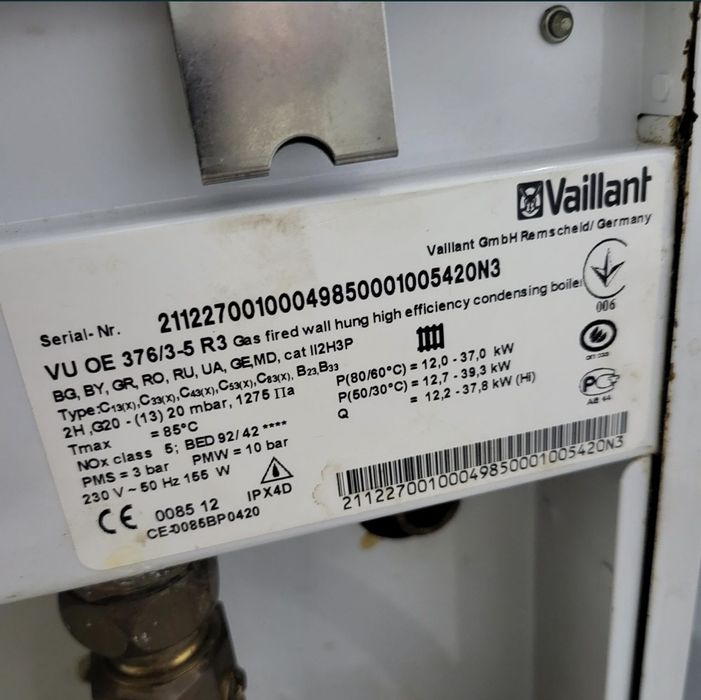 Vaillant
Vaillant GmbH Remscheid/ Germany
Serial- Nr. 21122700100049850001005420N3
VU OE 376/3-5 R3 Gas fired wall hung high efficiency condensing boiler
BG, BY, GR, RO, RU, UA, GE,MD, cat II2H3P
Type:C13(X),C33(X),C43(X),C53(X),C83(X), B23,B33
2H ,G20 - (13) 20 mbar, 1275 Πa
Tmax = 85°C
NOx class 5; BED 92/ 42 ****
PMS = 3 bar PMW = 10 bar
230 V ~ 50 Hz 155 W IPX4D
CE 0085 12
CE-0085BP0420
P(80/60°C) = 12,0 - 37,0 kW
P(50/30°C) = 12,7 - 39,3 kW
Q = 12,2 - 37,8 kW (Hi)
006
21122700100049850001005420N3